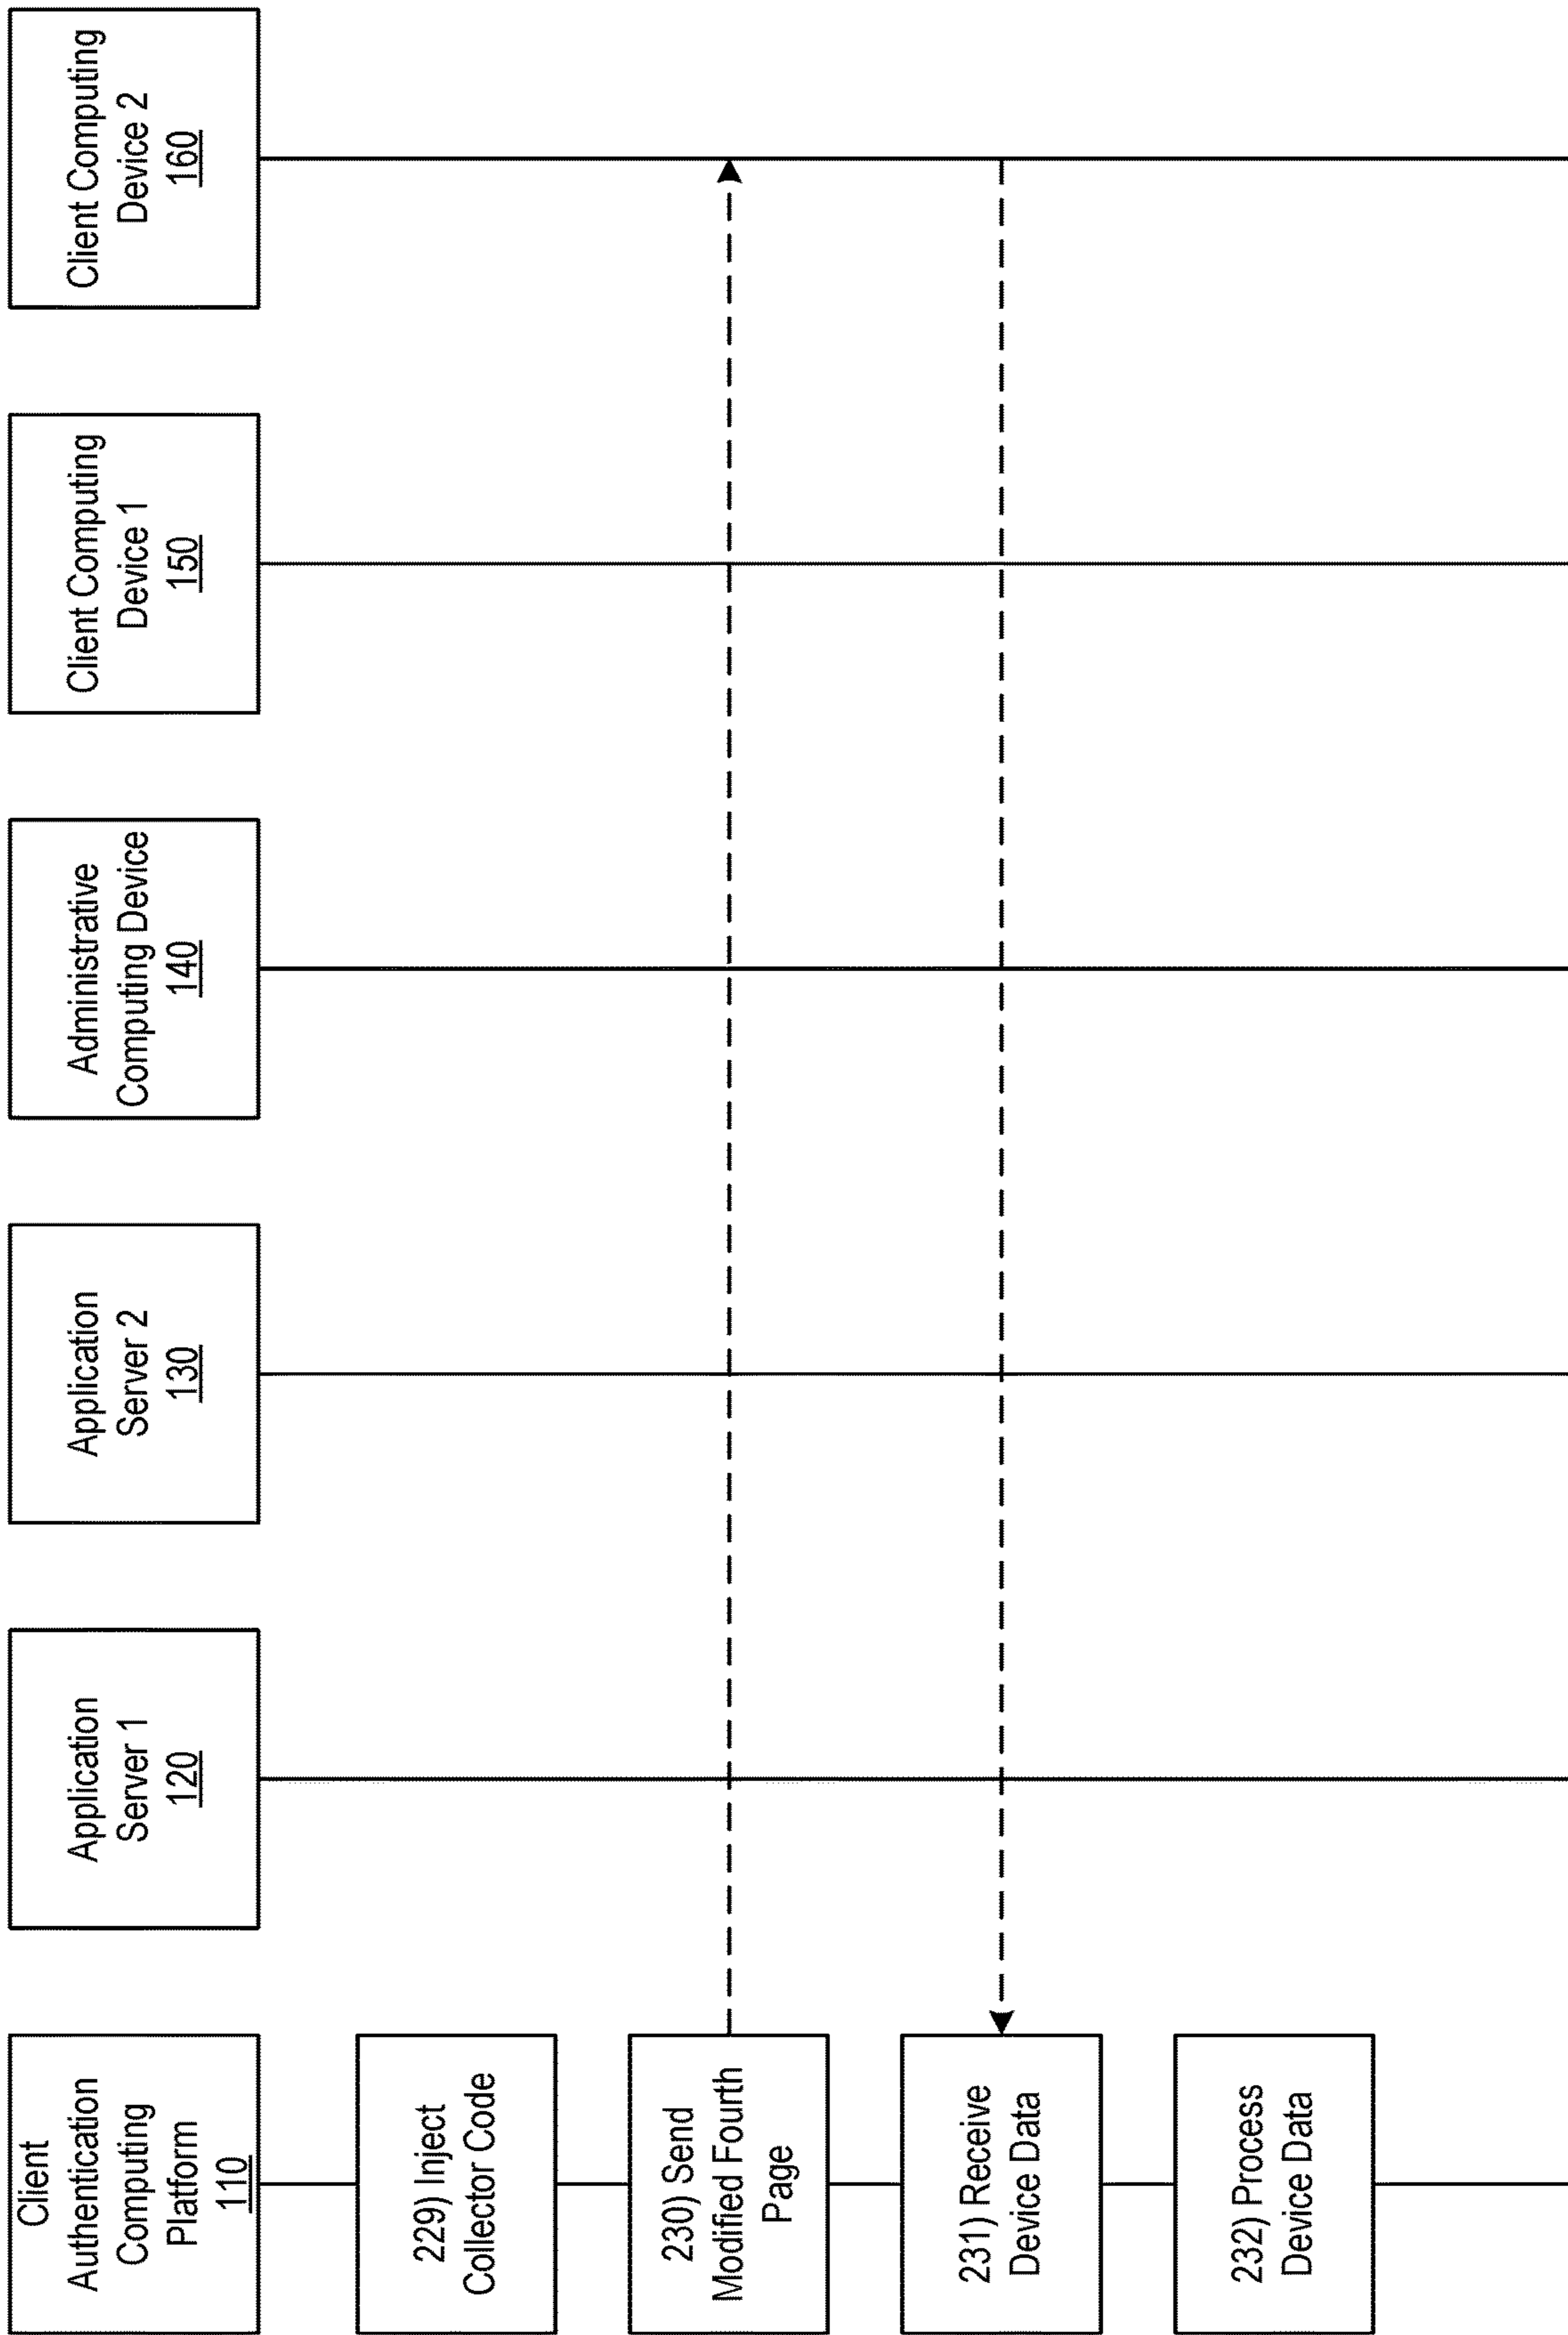 Client
Authentication
Computing
Platform
110
Application
Server 1
120
Application
Server 2
130
Administrative
Computing Device
140
Client Computing
Device 1
150
Client Computing
Device 2
160
229) Inject
Collector Code
230) Send
Modified Fourth
Page
231) Receive
Device Data
232) Process
Device Data